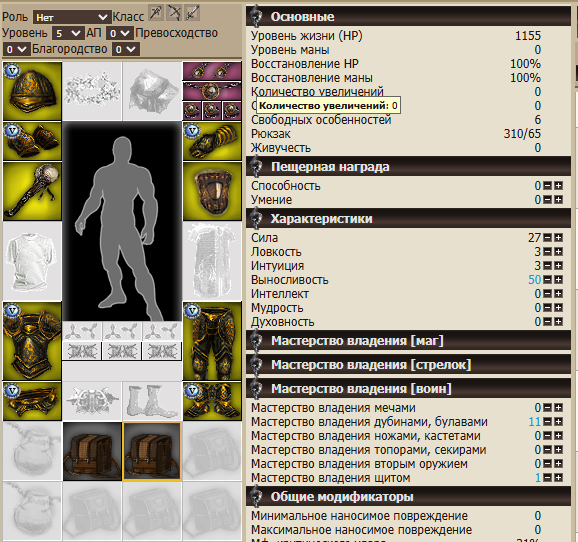 Роль Нет Класс
Уровень 5 АП 0 Превосходство
0 Благородство 0
Основные
Уровень жизни (HP) 1155
Уровень маны 0
Восстановление HP 100%
Восстановление маны 100%
Количество увеличений 0
Количество увеличений: 0
0
Свободных особенностей 6
Рюкзак 310/65
Живучесть 0
Пещерная награда
Способность 0
Умение 0
Характеристики
Сила 27
Ловкость 3
Интуиция 3
Выносливость 50
Интеллект 0
Мудрость 0
Духовность 0
Мастерство владения [маг]
Мастерство владения [стрелок]
Мастерство владения [воин]
Мастерство владения мечами 0
Мастерство владения дубинами, булавами 11
Мастерство владения ножами, кастетами 0
Мастерство владения топорами, секирами 0
Мастерство владения вторым оружием 0
Мастерство владения щитом 1
Общие модификаторы
Минимальное наносимое повреждение 0
Максимальное наносимое повреждение 0